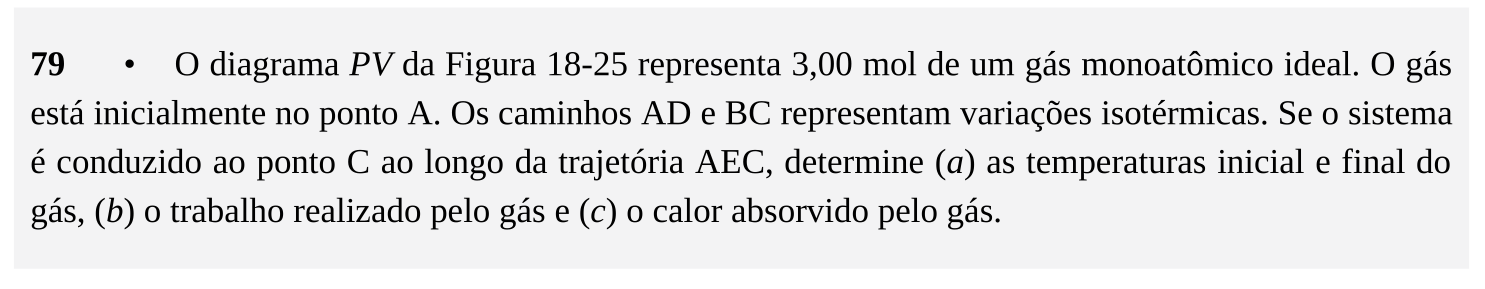 79 • O diagrama PV da Figura 18-25 representa 3,00 mol de um gás monoatômico ideal. O gás
está inicialmente no ponto A. Os caminhos AD e BC representam variações isotérmicas. Se o sistema
é conduzido ao ponto C ao longo da trajetória AEC, determine (a) as temperaturas inicial e final do
gás, (b) o trabalho realizado pelo gás e (c) o calor absorvido pelo gás.